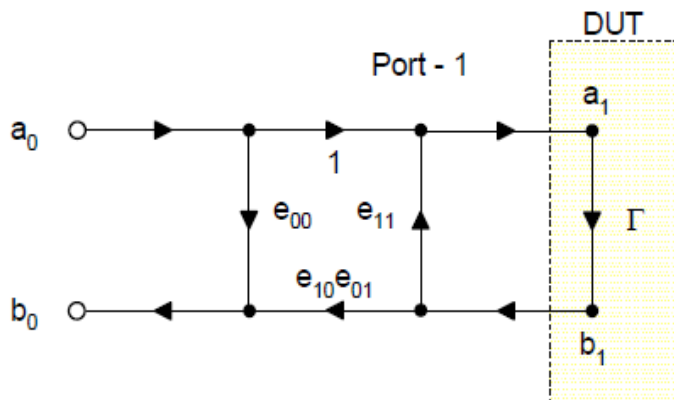 DUT
Port - 1
a₀
a₁
1
e₀₀
e₁₁
Γ
e₁₀e₀₁
b₀
b₁